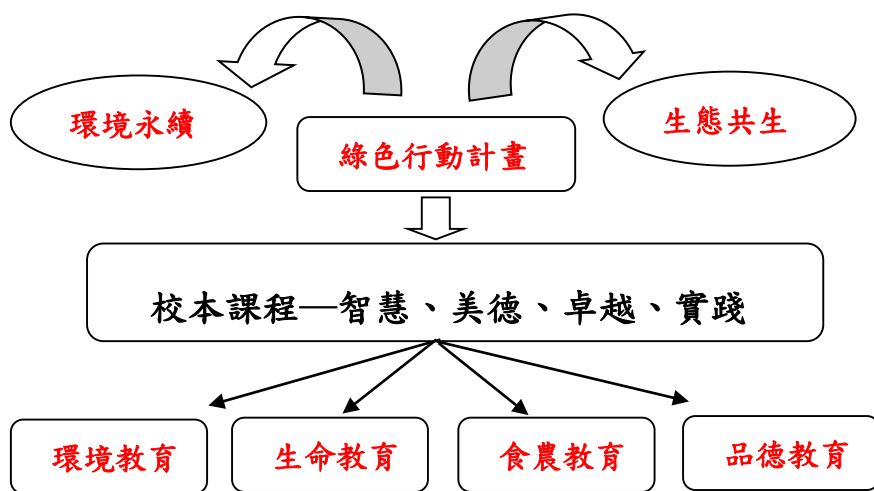 環境永續
生態共生
綠色行動計畫
校本課程—智慧、美德、卓越、實踐
環境教育
生命教育
食農教育
品德教育